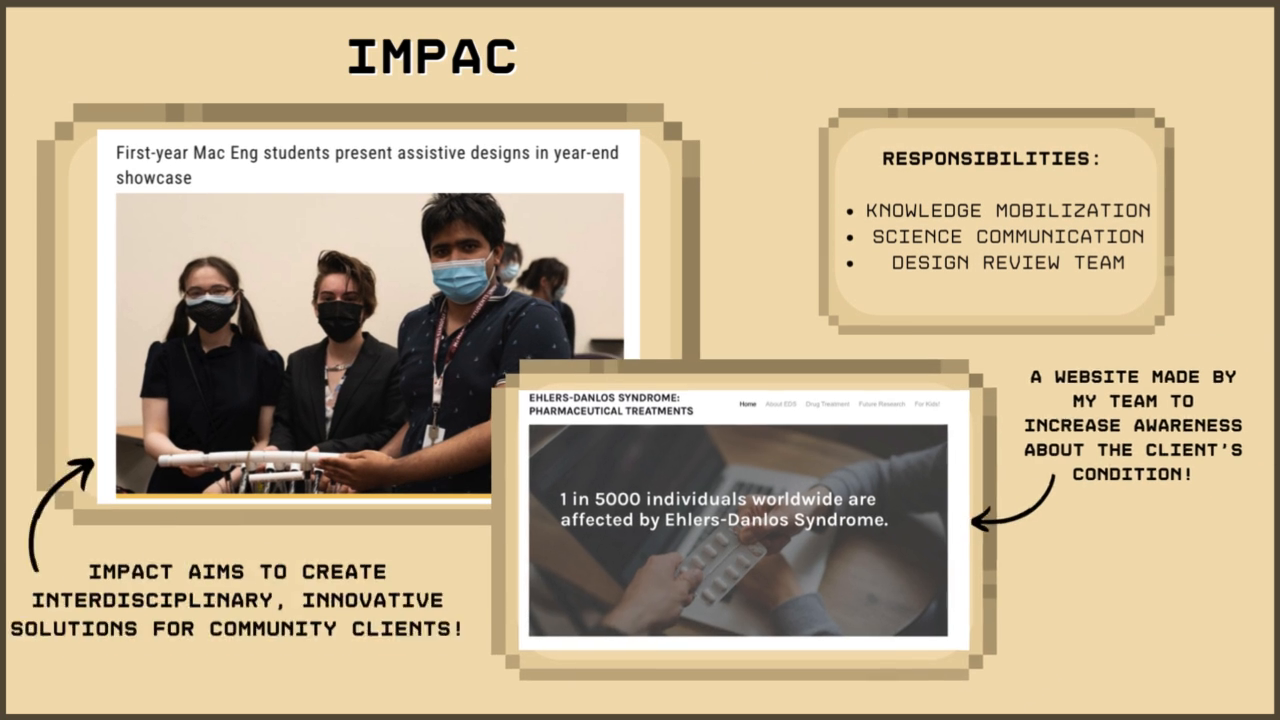 IMPAC
First-year Mac Eng students present assistive designs in year-end
showcase
RESPONSIBILITIES:
• KNOWLEDGE MOBILIZATION
• SCIENCE COMMUNICATION
• DESIGN REVIEW TEAM
A WEBSITE MADE BY
MY TEAM TO
INCREASE AWARENESS
ABOUT THE CLIENT'S
CONDITION!
EHLERS-DANLOS SYNDROME:
PHARMACEUTICAL TREATMENTS
Home About EDS Drug Treatment Future Research For Kids!
1 in 5000 individuals worldwide are
affected by Ehlers-Danlos Syndrome.
IMPACT AIMS TO CREATE
INTERDISCIPLINARY, INNOVATIVE
SOLUTIONS FOR COMMUNITY CLIENTS!